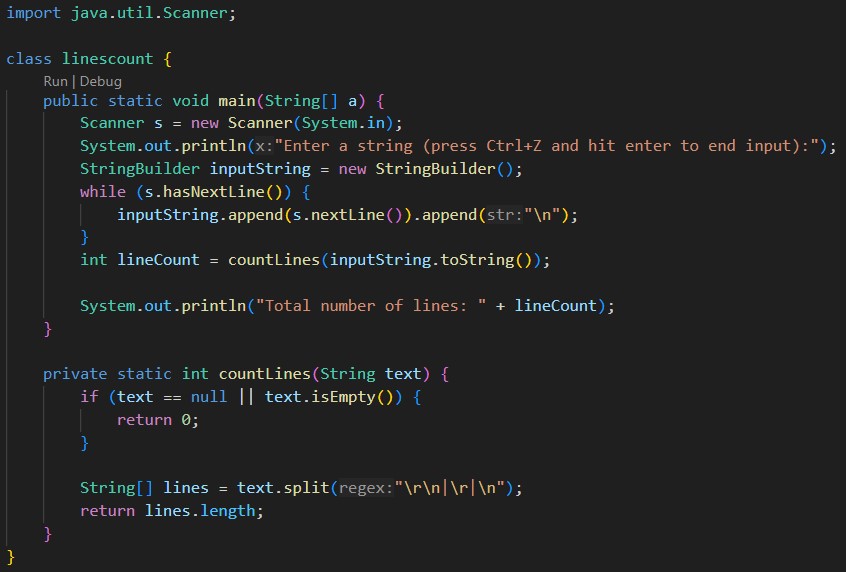 import java.util.Scanner;
class linescount {
Run | Debug
public static void main(String[] a) {
Scanner s = new Scanner(System.in);
System.out.println(x:"Enter a string (press Ctrl+Z and hit enter to end input):");
StringBuilder inputString = new StringBuilder();
while (s.hasNextLine()) {
inputString.append(s.nextLine()).append(str:"\n");
}
int lineCount = countLines(inputString.toString());
System.out.println("Total number of lines: " + lineCount);
}
private static int countLines(String text) {
if (text == null || text.isEmpty()) {
return 0;
}
String[] lines = text.split(regex:"\r\n|\r|\n");
return lines.length;
}
}